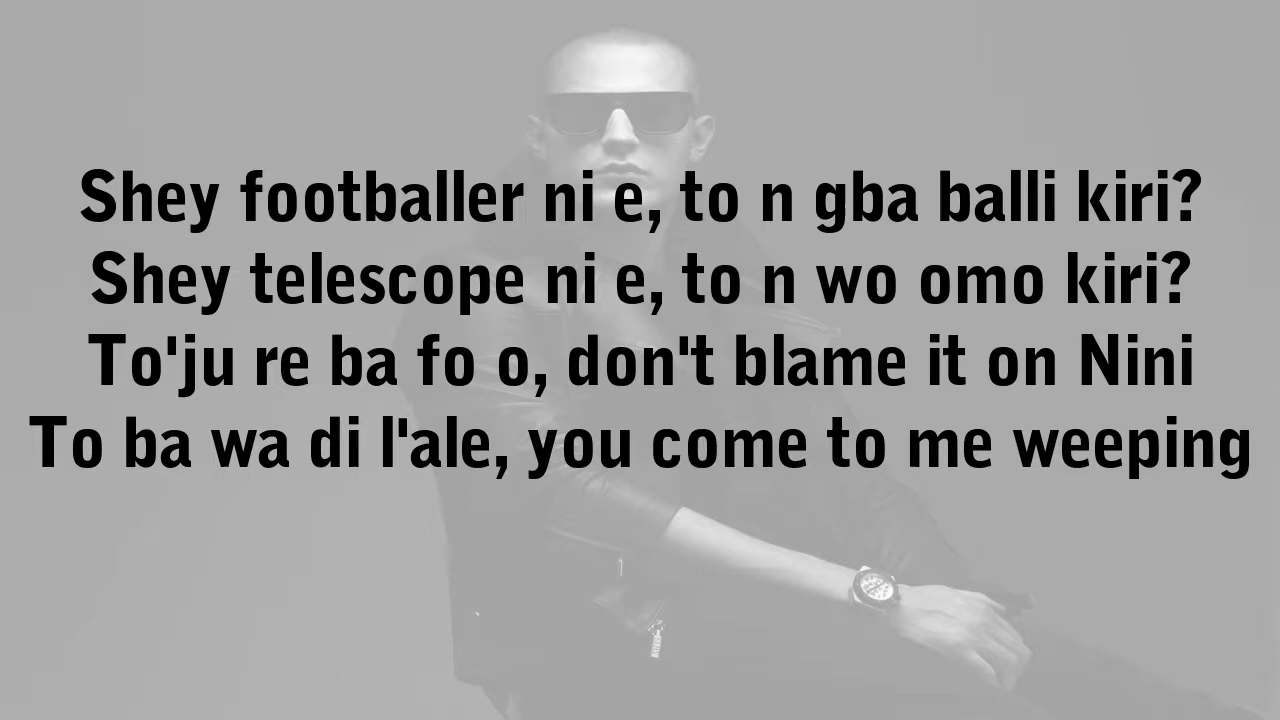 Shey footballer ni e, to n gba balli kiri?
Shey telescope ni e, to n wo omo kiri?
To'ju re ba fo o, don't blame it on Nini
To ba wa di l'ale, you come to me weeping